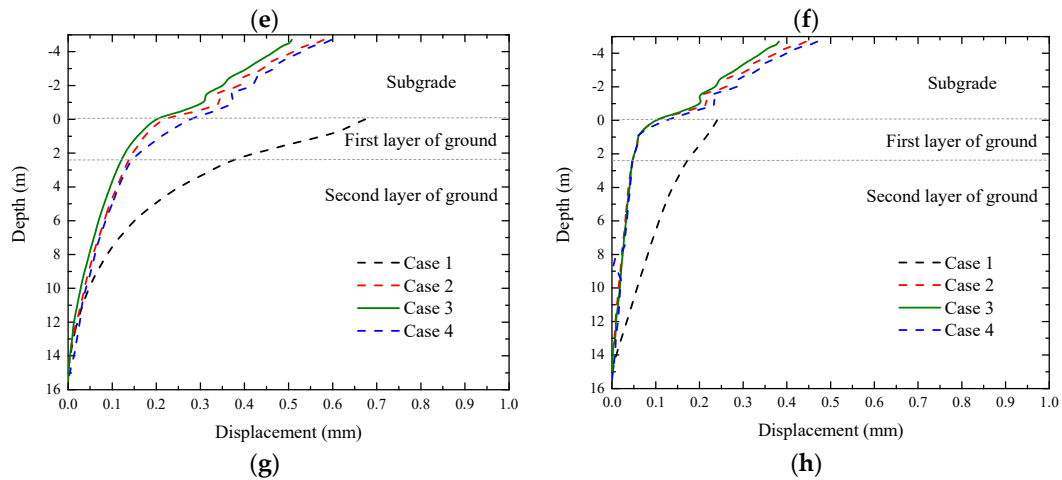 (e)
(f)
-4
-2
0
2
4
6
8
10
12
14
16
Depth (m)
Subgrade
First layer of ground
Second layer of ground
Case 1
Case 2
Case 3
Case 4
0.0 0.1 0.2 0.3 0.4 0.5 0.6 0.7 0.8 0.9 1.0
Displacement (mm)
(g)
-4
-2
0
2
4
6
8
10
12
14
16
Depth (m)
Subgrade
First layer of ground
Second layer of ground
Case 1
Case 2
Case 3
Case 4
0.0 0.1 0.2 0.3 0.4 0.5 0.6 0.7 0.8 0.9 1.0
Displacement (mm)
(h)